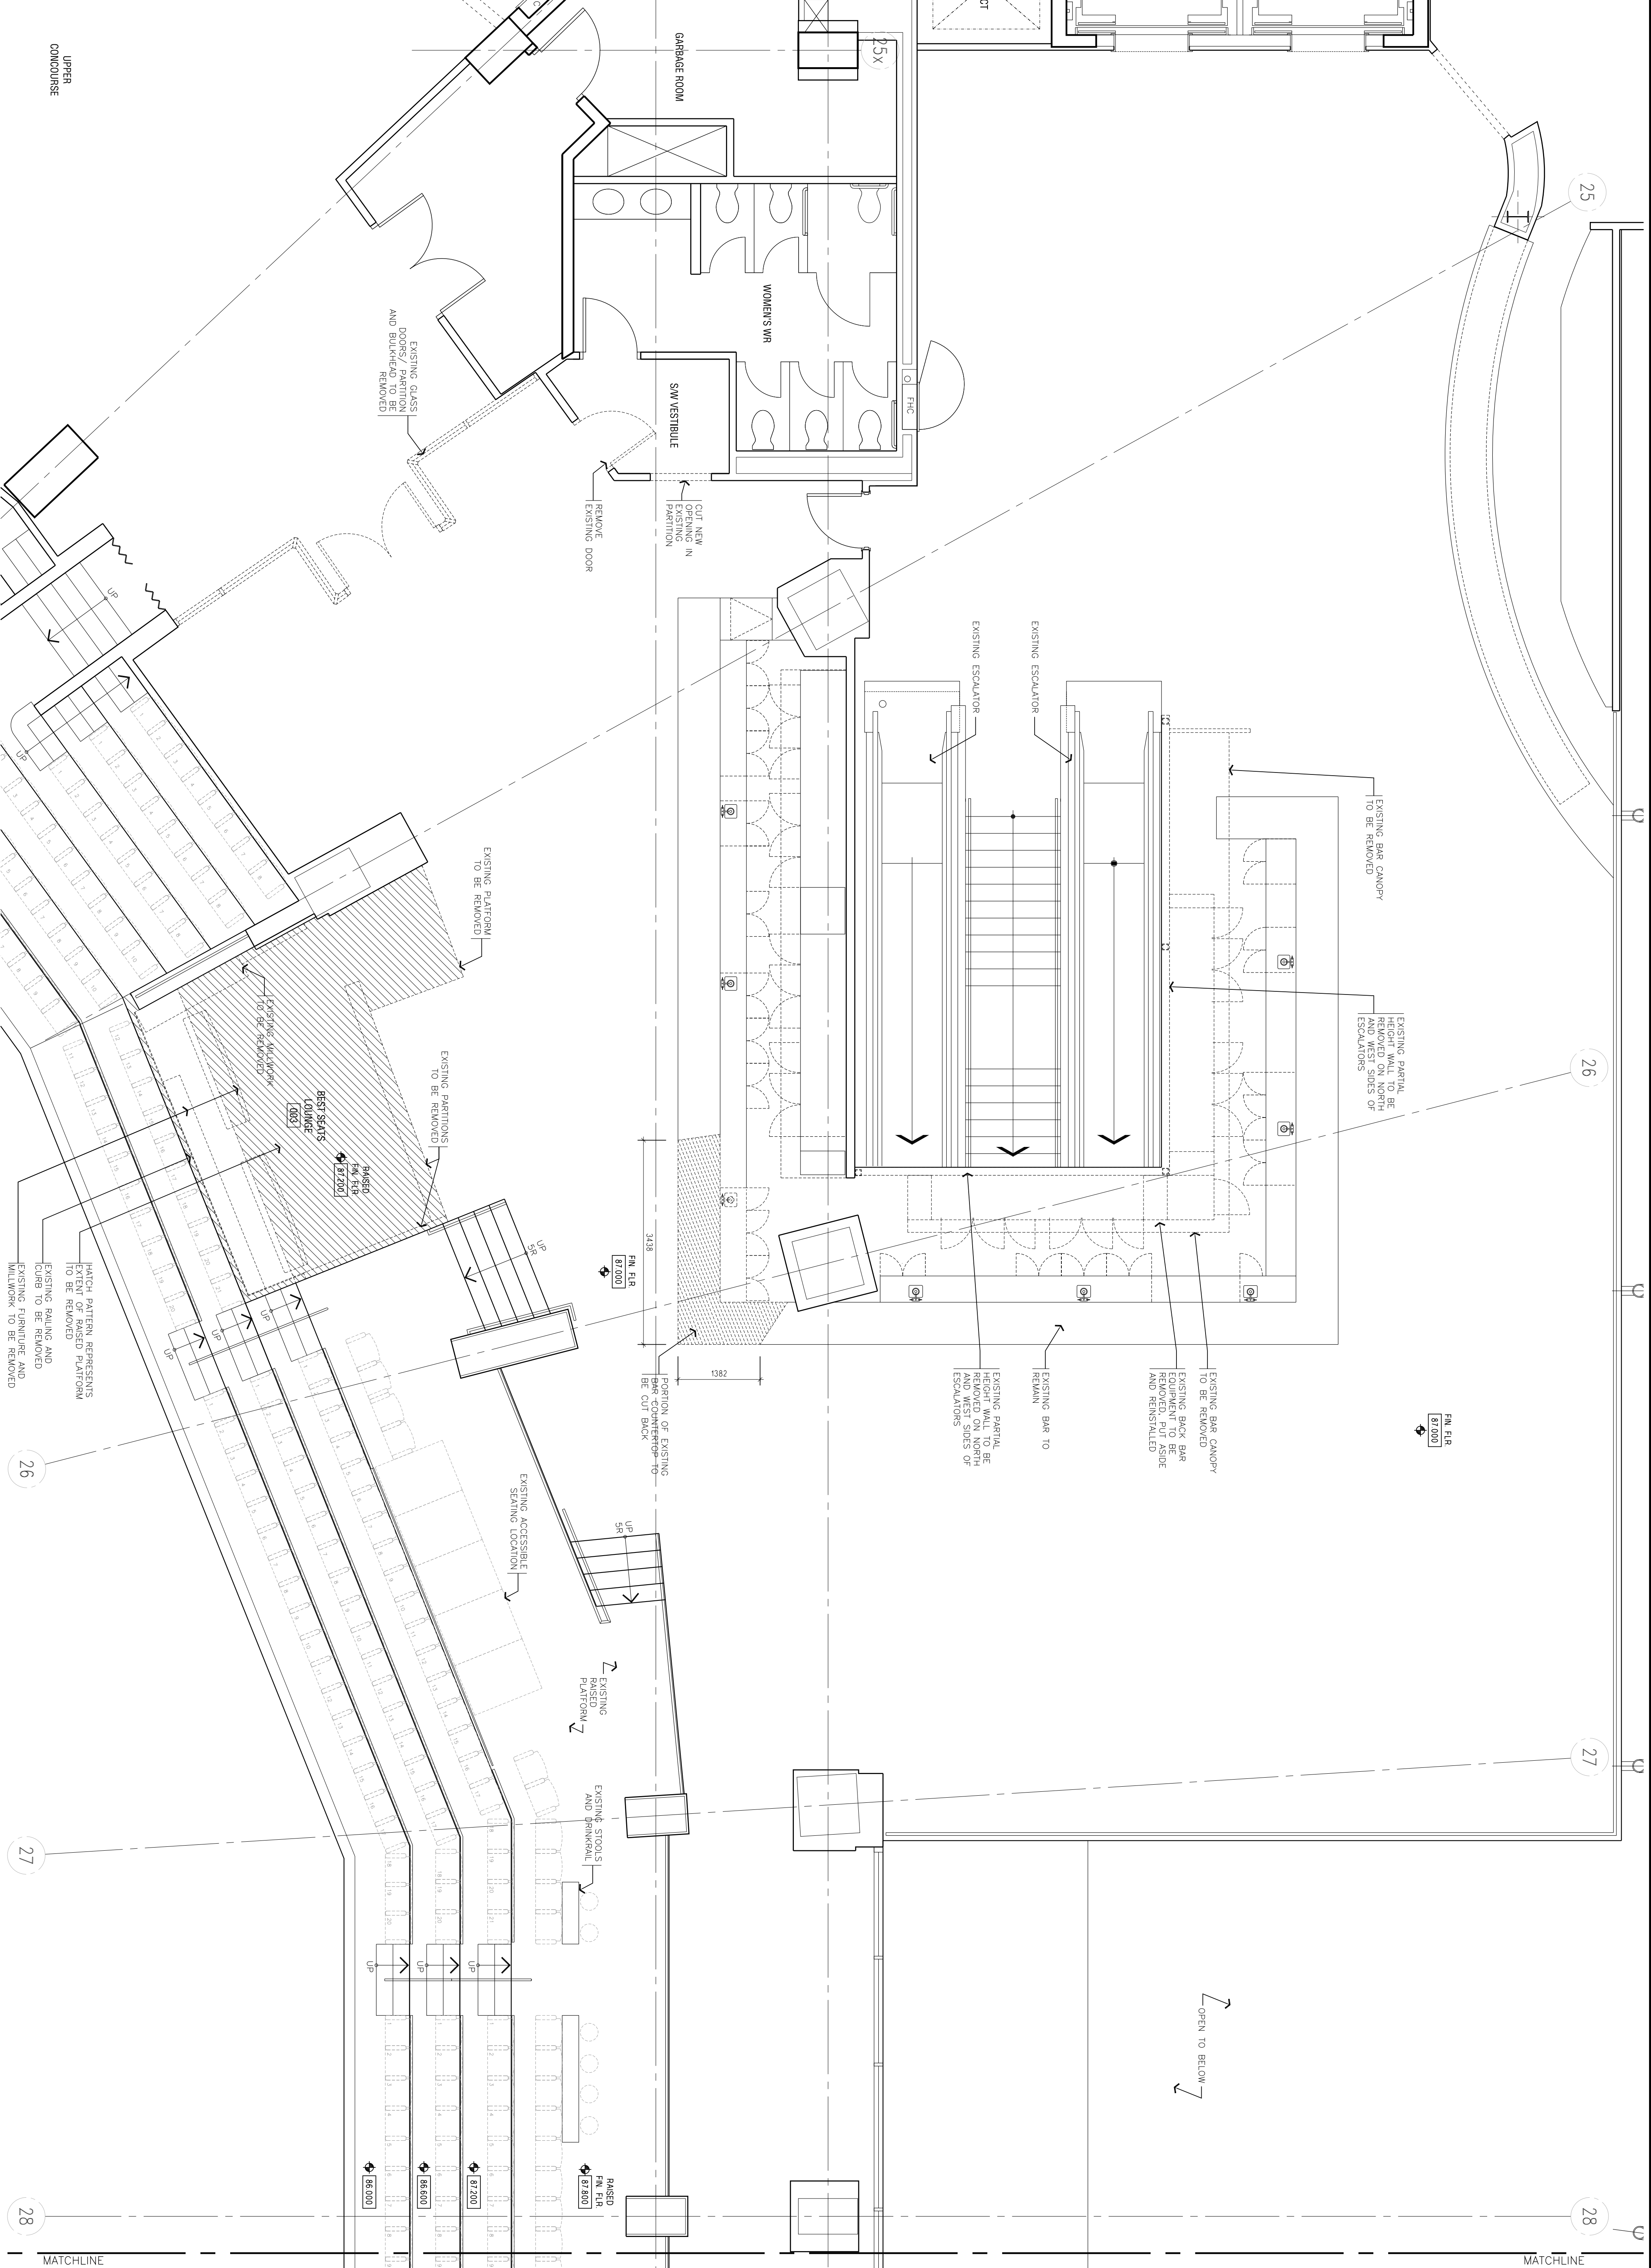 UPPER
CONCOURSE
GARBAGE ROOM
25X
CT
25
WOMEN'S WR
FHC
S/W VESTIBULE
EXISTING GLASS
DOORS/ PARTITION
AND BULKHEAD TO BE
REMOVED
REMOVE
EXISTING DOOR
CUT NEW
OPENING IN
EXISTING
PARTITION
UP
UP
EXISTING ESCALATOR
EXISTING ESCALATOR
EXISTING BAR CANOPY
TO BE REMOVED
EXISTING PLATFORM
TO BE REMOVED
EXISTING MILLWORK
TO BE REMOVED
EXISTING PARTIAL
HEIGHT WALL TO BE
REMOVED ON NORTH
AND WEST SIDES OF
ESCALATORS
26
EXISTING PARTITIONS
TO BE REMOVED
BEST SEATS
LOUNGE
003
RAISED
FIN. FLR
87.200
UP
5R
FIN. FLR
87.000
3438
1382
HATCH PATTERN REPRESENTS
EXTENT OF RAISED PLATFORM
TO BE REMOVED
EXISTING RAILING AND
CURB TO BE REMOVED
EXISTING FURNITURE AND
MILLWORK TO BE REMOVED
UP
UP
UP
PORTION OF EXISTING
BAR COUNTERTOP TO
BE CUT BACK
EXISTING PARTIAL
HEIGHT WALL TO BE
REMOVED ON NORTH
AND WEST SIDES OF
ESCALATORS
EXISTING BAR TO
REMAIN
EXISTING BACK BAR
EQUIPMENT TO BE
REMOVED, PUT ASIDE
AND REINSTALLED
EXISTING BAR CANOPY
TO BE REMOVED
FIN. FLR
87.000
26
EXISTING ACCESSIBLE
SEATING LOCATION
UP
5R
EXISTING
RAISED
PLATFORM
27
27
EXISTING STOOLS
AND DRINKRAIL
UP
UP
UP
OPEN TO BELOW
86.000
86.600
87.200
RAISED
FIN. FLR
87.800
28
28
MATCHLINE
MATCHLINE